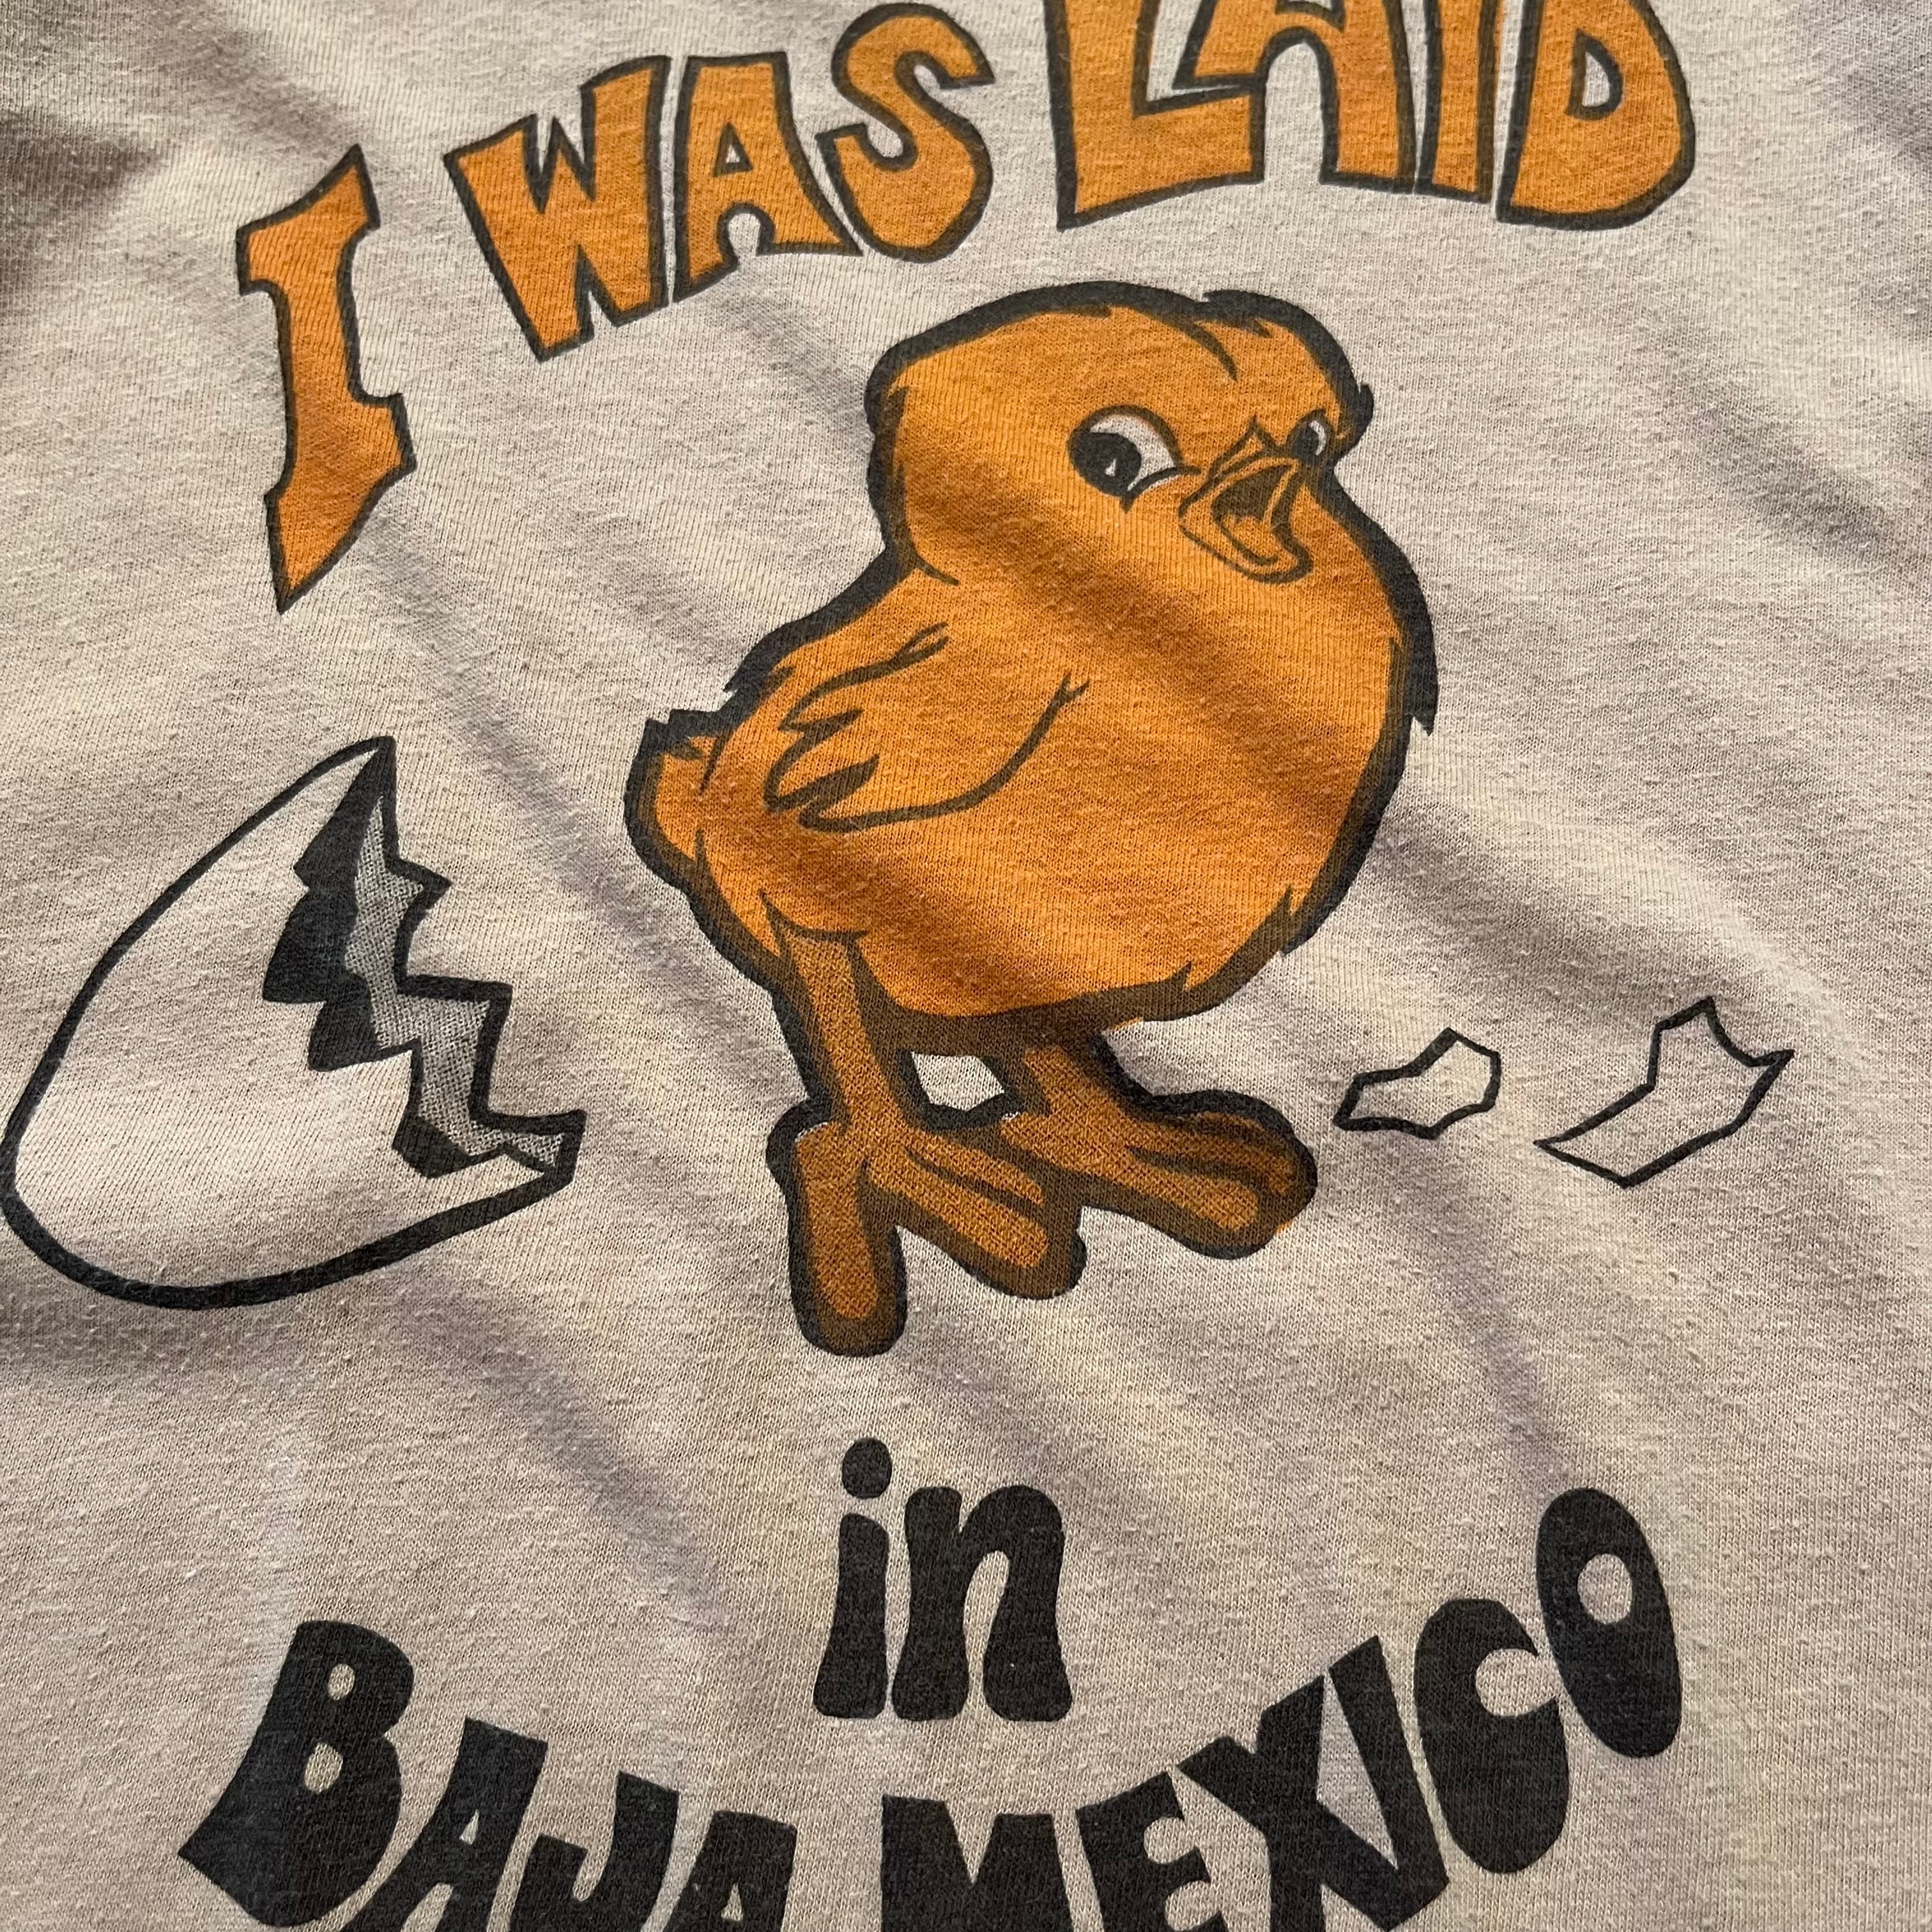 I WAS LAID
in
BAJA MEXICO